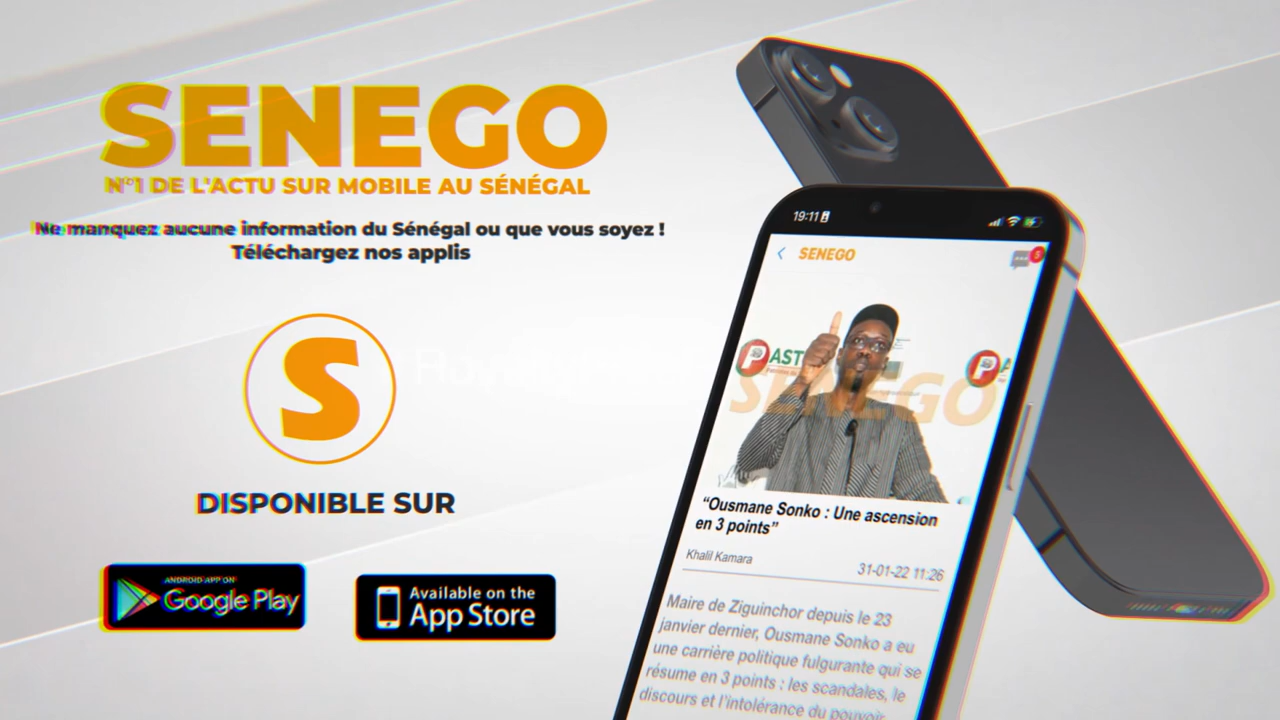 SENEGO
N°1 DE L'ACTU SUR MOBILE AU SÉNÉGAL
Ne manquez aucune information du Sénégal ou que vous soyez !
Téléchargez nos applis
S
DISPONIBLE SUR
ANDROID APP ON
Google Play
Available on the
App Store
19:11
SENEGO
5
PAST
PA
SENEGO
“Ousmane Sonko : Une ascension
en 3 points”
Khalil Kamara
31-01-22 11:26
Maire de Ziguinchor depuis le 23
janvier dernier, Ousmane Sonko a eu
une carrière politique fulgurante qui se
résume en 3 points : les scandales, le
discours et l'intolérance du pouvoir